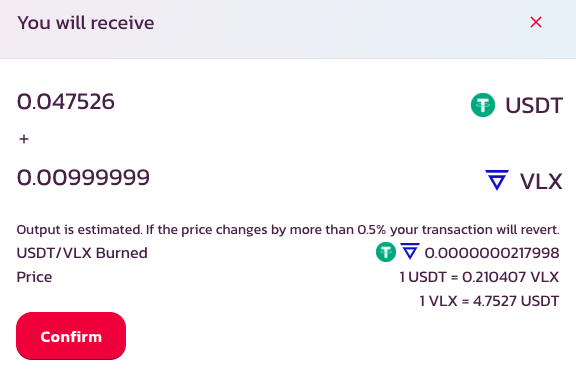 You will receive
0.047526 USDT
+
0.00999999 VLX
Output is estimated. If the price changes by more than 0.5% your transaction will revert.
USDT/VLX Burned 0.0000000217998
Price 1 USDT = 0.210407 VLX
1 VLX = 4.7527 USDT
Confirm